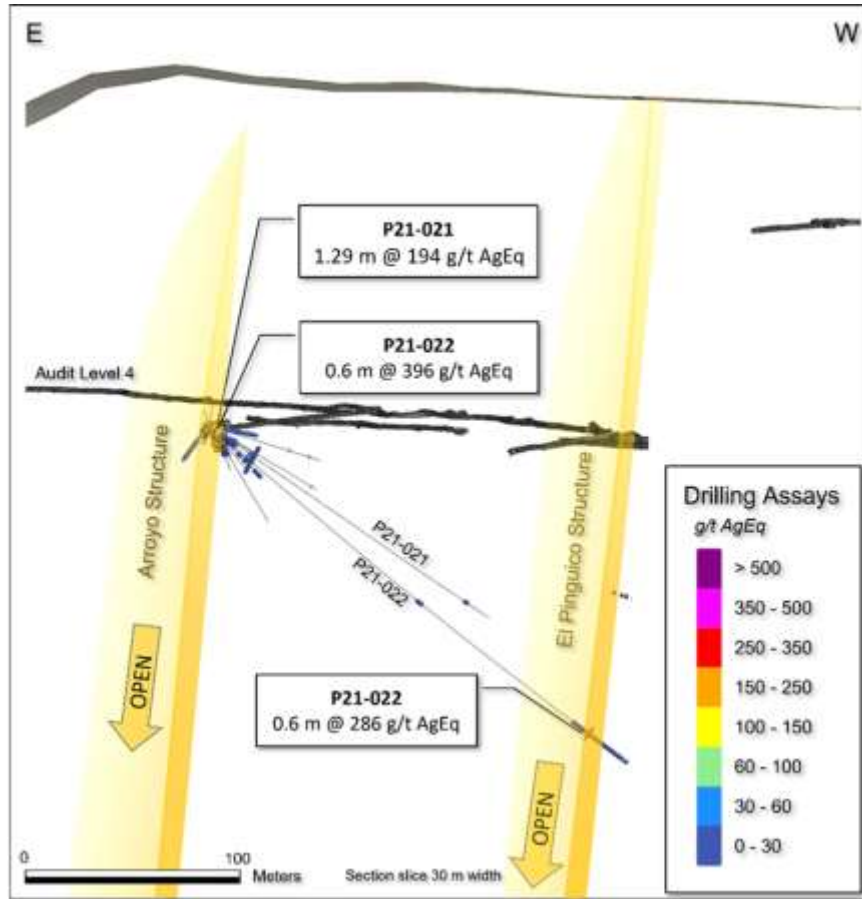 E
W
P21-021
1.29 m @ 194 g/t AgEq
P21-022
0.6 m @ 396 g/t AgEq
Audit Level 4
Arroyo Structure
El Pinguico Structure
P21-021
P21-022
P21-022
0.6 m @ 286 g/t AgEq
OPEN
OPEN
Drilling Assays
g/t AgEq
> 500
350 - 500
250 - 350
150 - 250
100 - 150
60 - 100
30 - 60
0 - 30
0
100
Meters
Section slice 30 m width